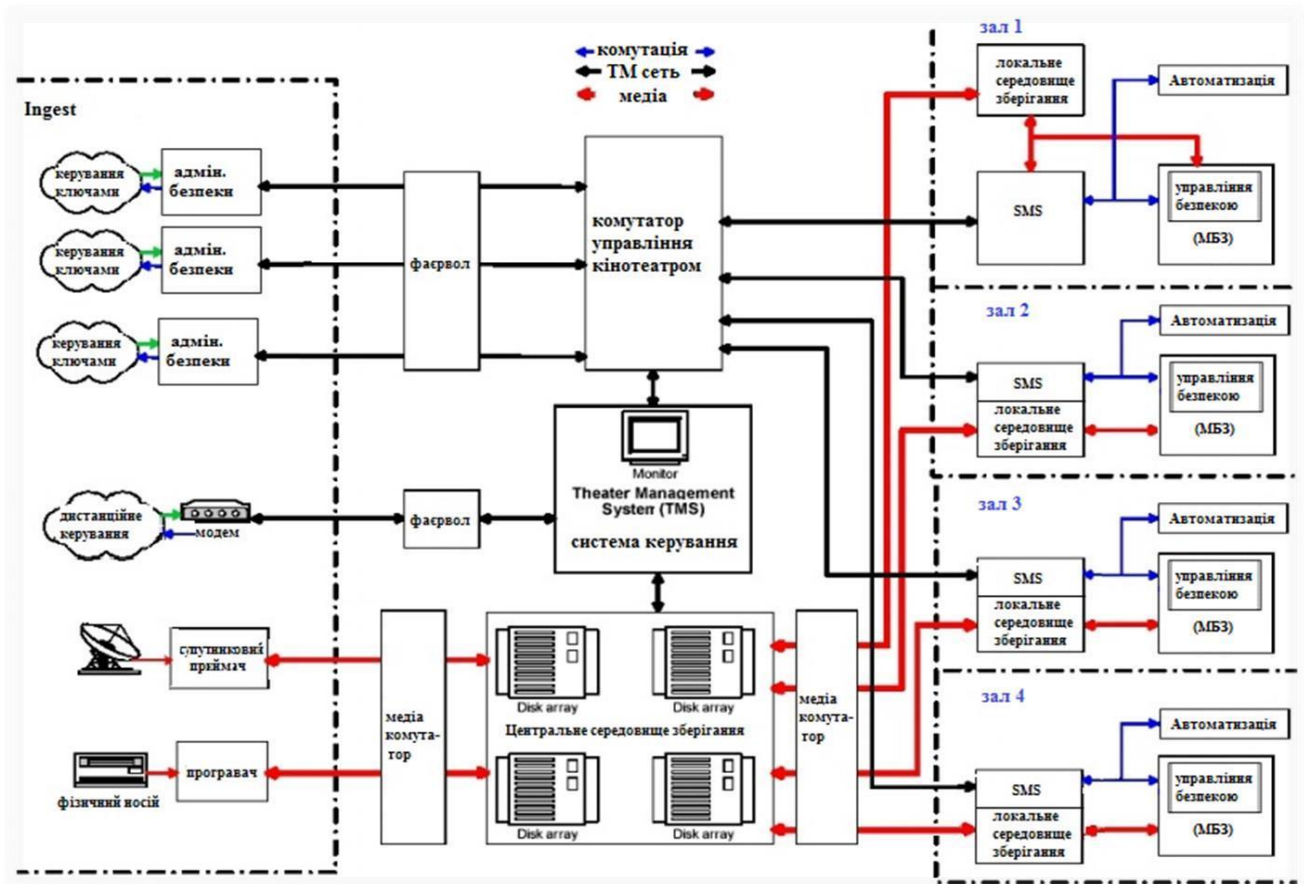 комутація
ТМ сеть
медіа
Ingest
керування
ключами
адмін.
безпеки
керування
ключами
адмін.
безпеки
керування
ключами
адмін.
безпеки
фаєрвол
комутатор
управління
кінотеатром
дистанційне
керування
модем
фаєрвол
Monitor
Theater Management
System (TMS)
система керування
супутниковий
приймач
програвач
фізичний носій
медіа
комута-
тор
Disk array
Disk array
Центральне середовище зберігання
Disk array
Disk array
медіа
комута-
тор
зал 1
локальне
середовище
зберігання
Автоматизація
SMS
управління
безпекою
(МБЗ)
зал 2
Автоматизація
SMS
локальне
середовище
зберігання
управління
безпекою
(МБЗ)
зал 3
Автоматизація
SMS
локальне
середовище
зберігання
управління
безпекою
(МБЗ)
зал 4
Автоматизація
SMS
локальне
середовище
зберігання
управління
безпекою
(МБЗ)